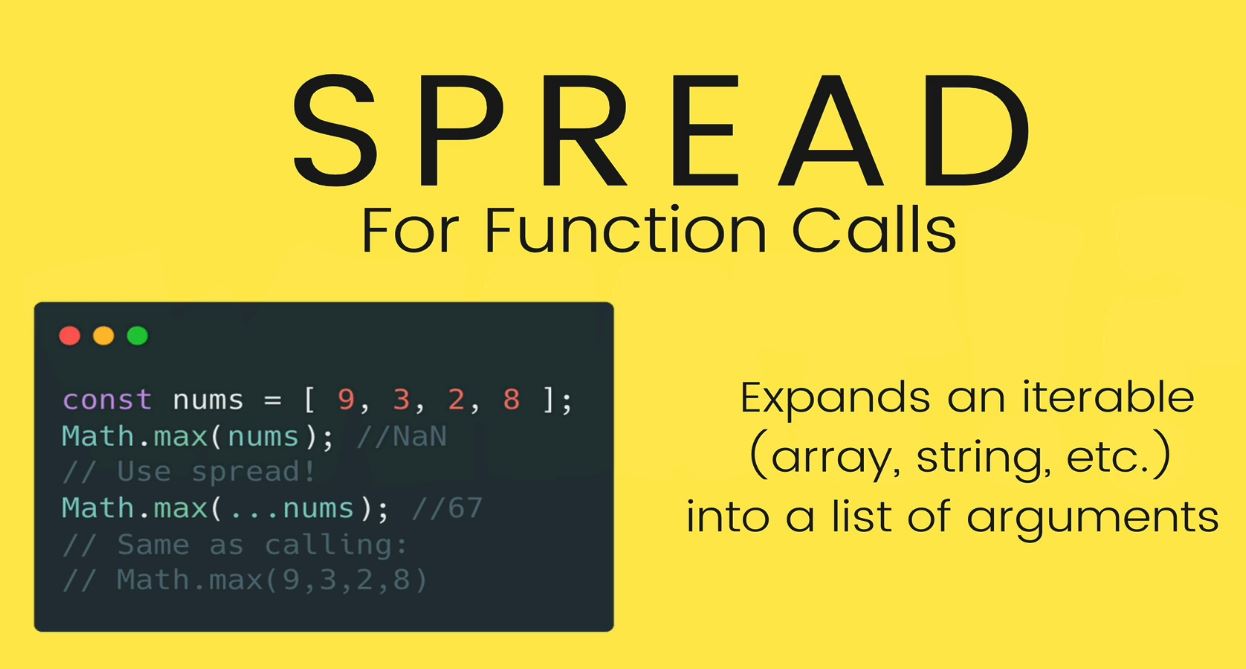 SPREAD
For Function Calls
const nums = [ 9, 3, 2, 8 ];
Math.max(nums); //NaN
// Use spread!
Math.max(...nums); //67
// Same as calling:
// Math.max(9,3,2,8)
Expands an iterable
(array, string, etc.)
into a list of arguments